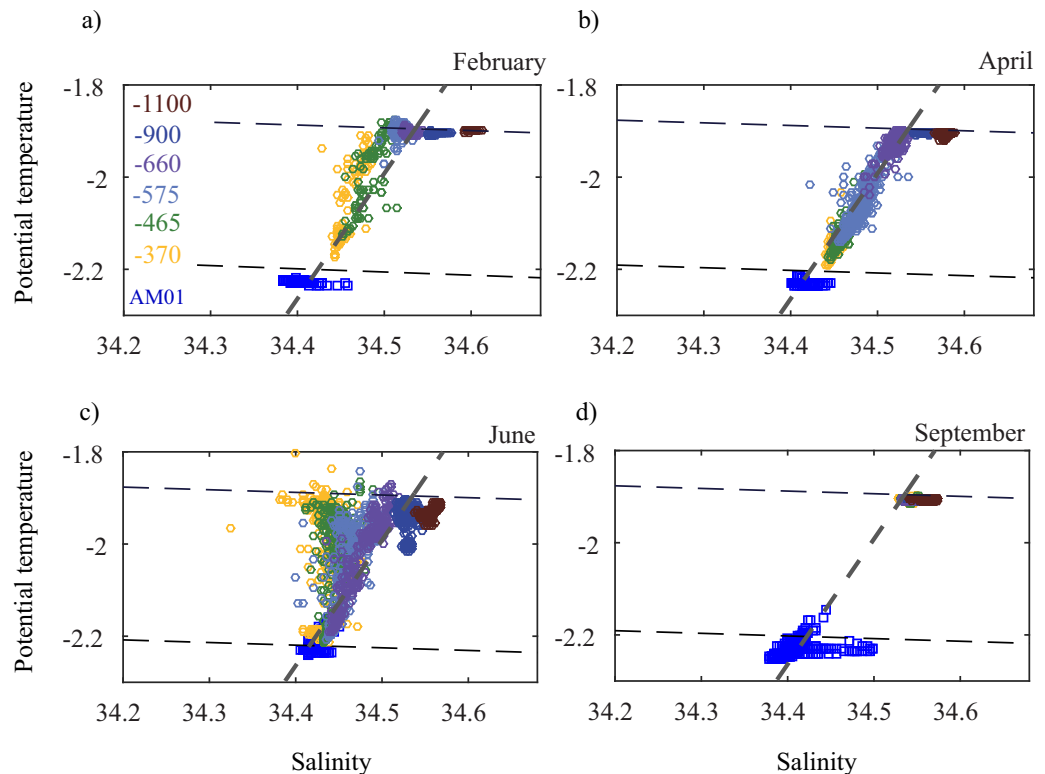 a)
February
Potential temperature
-1.8
-2
-2.2
-1100
-900
-660
-575
-465
-370
AM01
34.2
34.3
34.4
34.5
34.6
b)
April
-1.8
-2
-2.2
34.2
34.3
34.4
34.5
34.6
c)
June
Potential temperature
-1.8
-2
-2.2
34.2
34.3
34.4
34.5
34.6
Salinity
d)
September
-1.8
-2
-2.2
34.2
34.3
34.4
34.5
34.6
Salinity